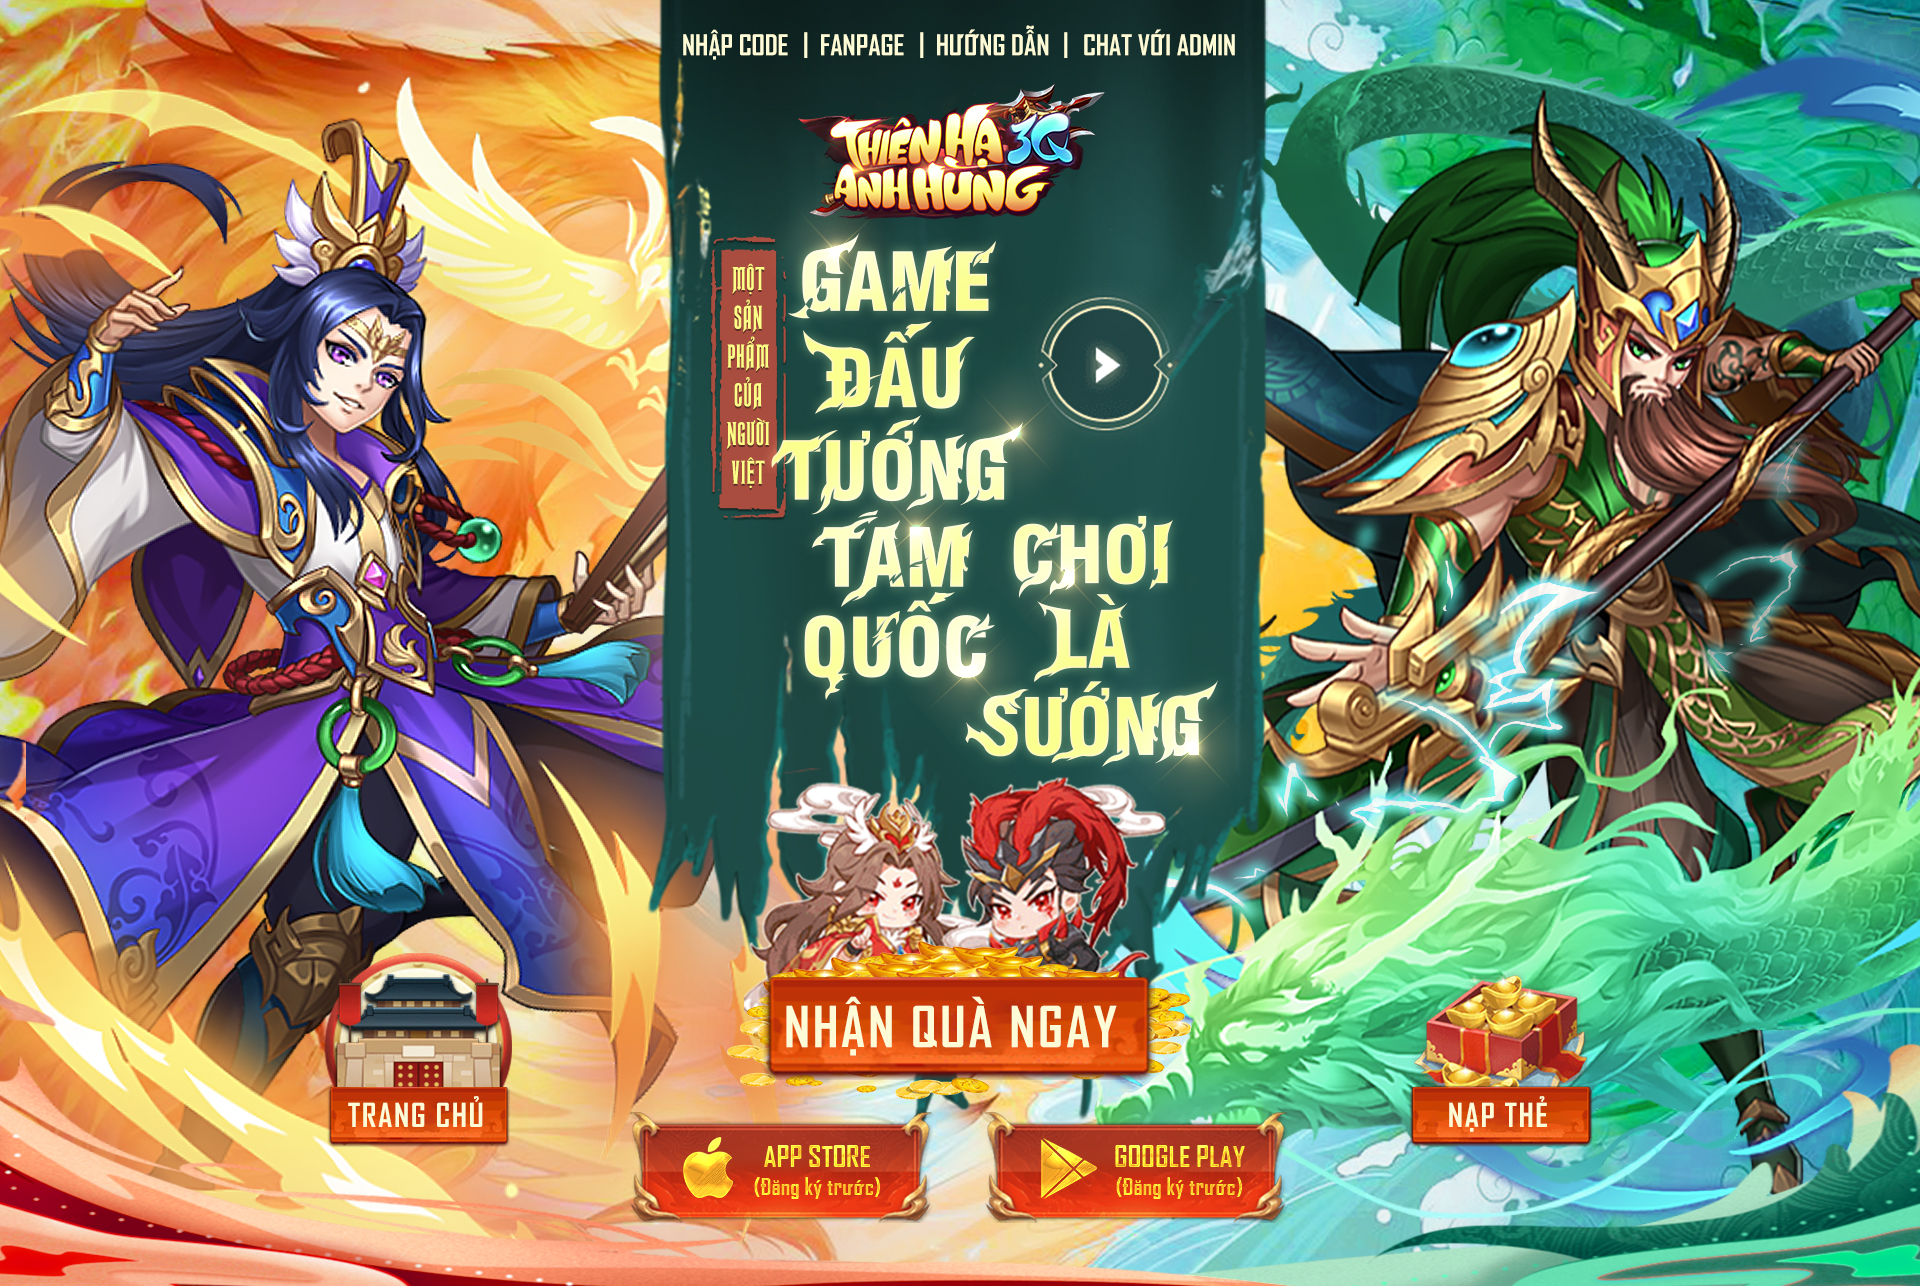 NHẬP CODE | FANPAGE | HƯỚNG DẪN | CHAT VỚI ADMIN
THIÊN HẠ 3Q
ANH HÙNG
MỘT
SẢN
PHẨM
CỦA
NGƯỜI
VIỆT
GAME
ĐẤU
TƯỚNG
TAM
QUỐC
CHƠI
LÀ
SƯỚNG
NHẬN QUÀ NGAY
TRANG CHỦ
NẠP THẺ
APP STORE
(Đăng ký trước)
GOOGLE PLAY
(Đăng ký trước)